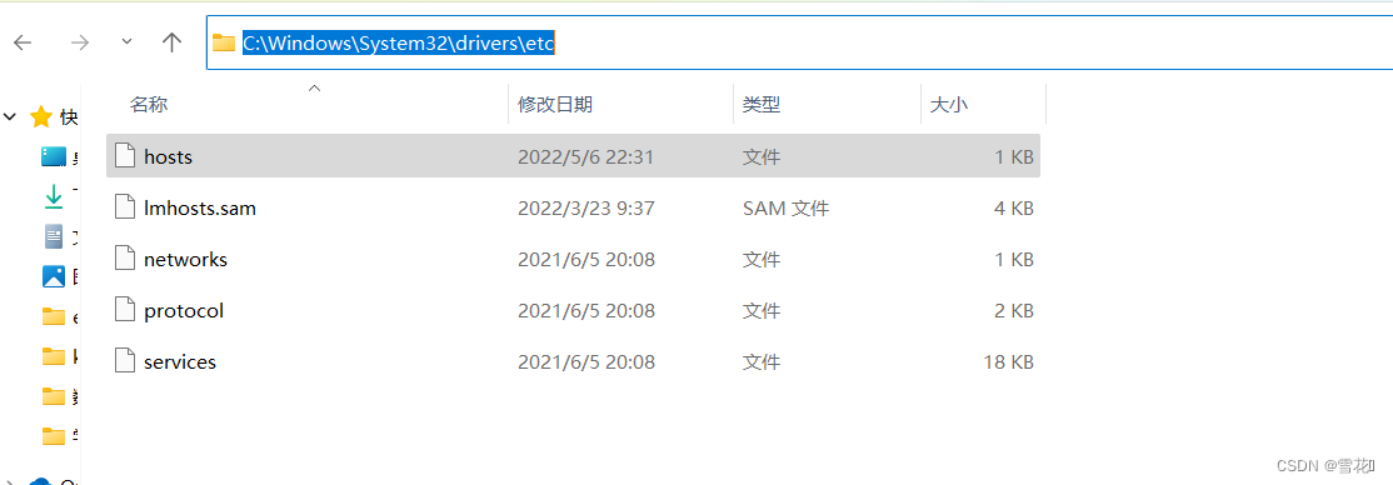 C:\Windows\System32\drivers\etc
名称 修改日期 类型 大小
快
hosts 2022/5/6 22:31 文件 1 KB
lmhosts.sam 2022/3/23 9:37 SAM 文件 4 KB
networks 2021/6/5 20:08 文件 1 KB
protocol 2021/6/5 20:08 文件 2 KB
services 2021/6/5 20:08 文件 18 KB
CSDN @雪花